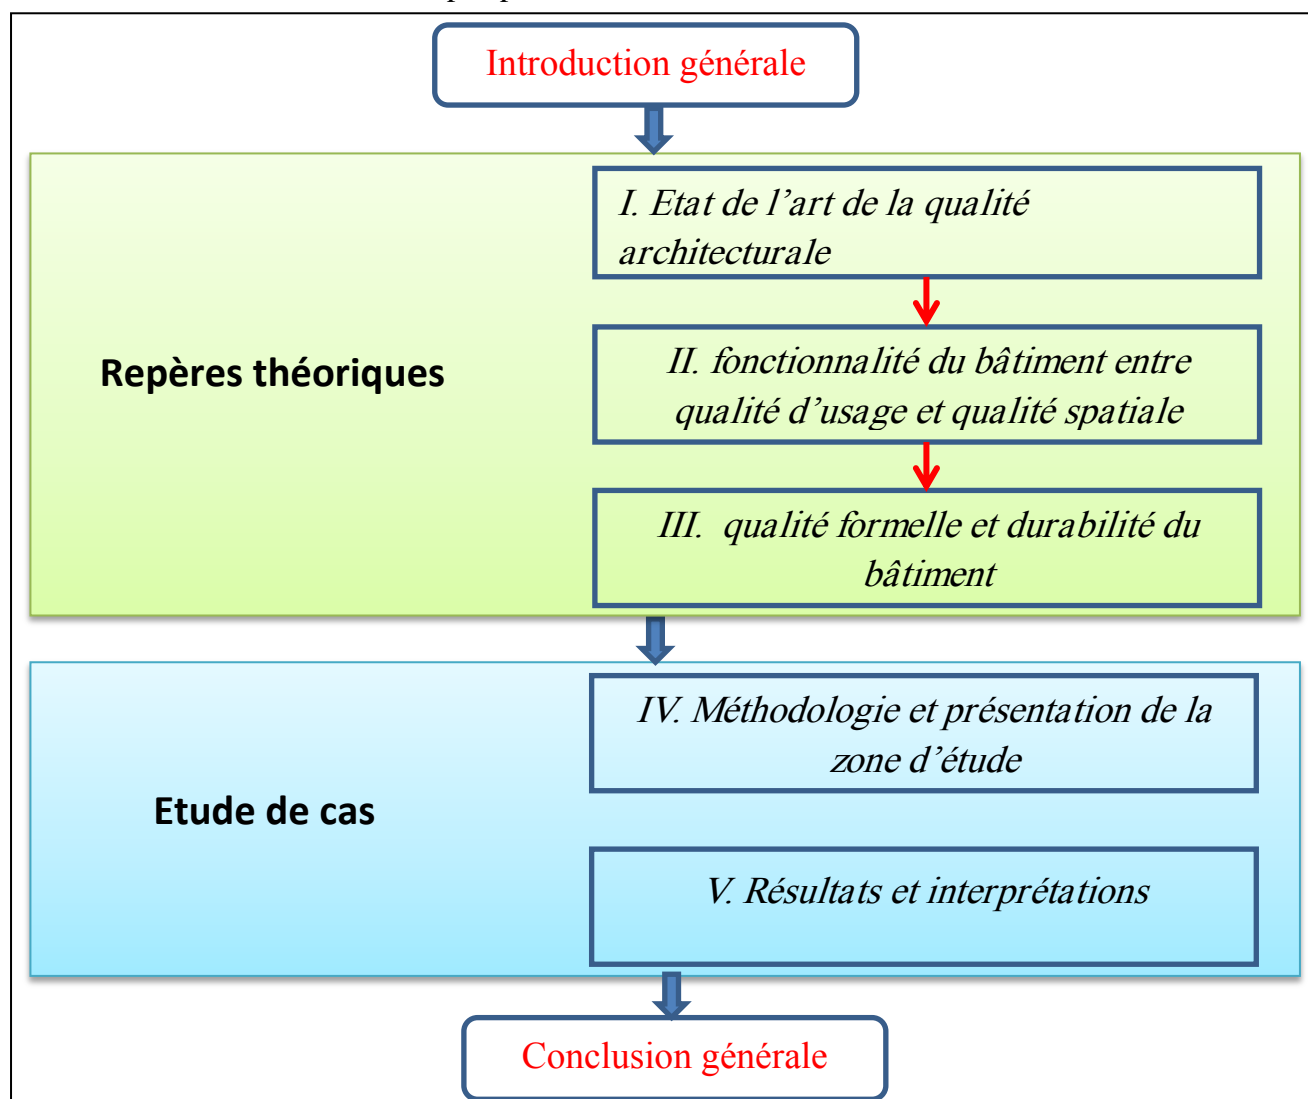 Introduction générale
I. Etat de l’art de la qualité
architecturale
Repères théoriques
II. fonctionnalité du bâtiment entre
qualité d’usage et qualité spatiale
III. qualité formelle et durabilité du
bâtiment
IV. Méthodologie et présentation de la
zone d’étude
Etude de cas
V. Résultats et interprétations
Conclusion générale